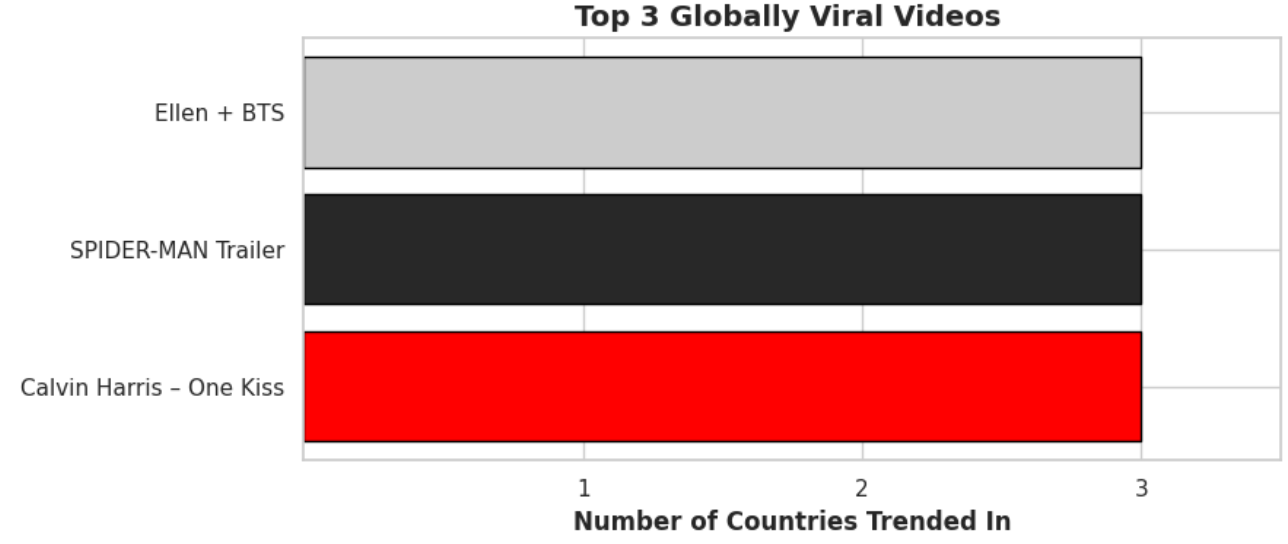 Top 3 Globally Viral Videos
Ellen + BTS
SPIDER-MAN Trailer
Calvin Harris – One Kiss
1 2 3
Number of Countries Trended In